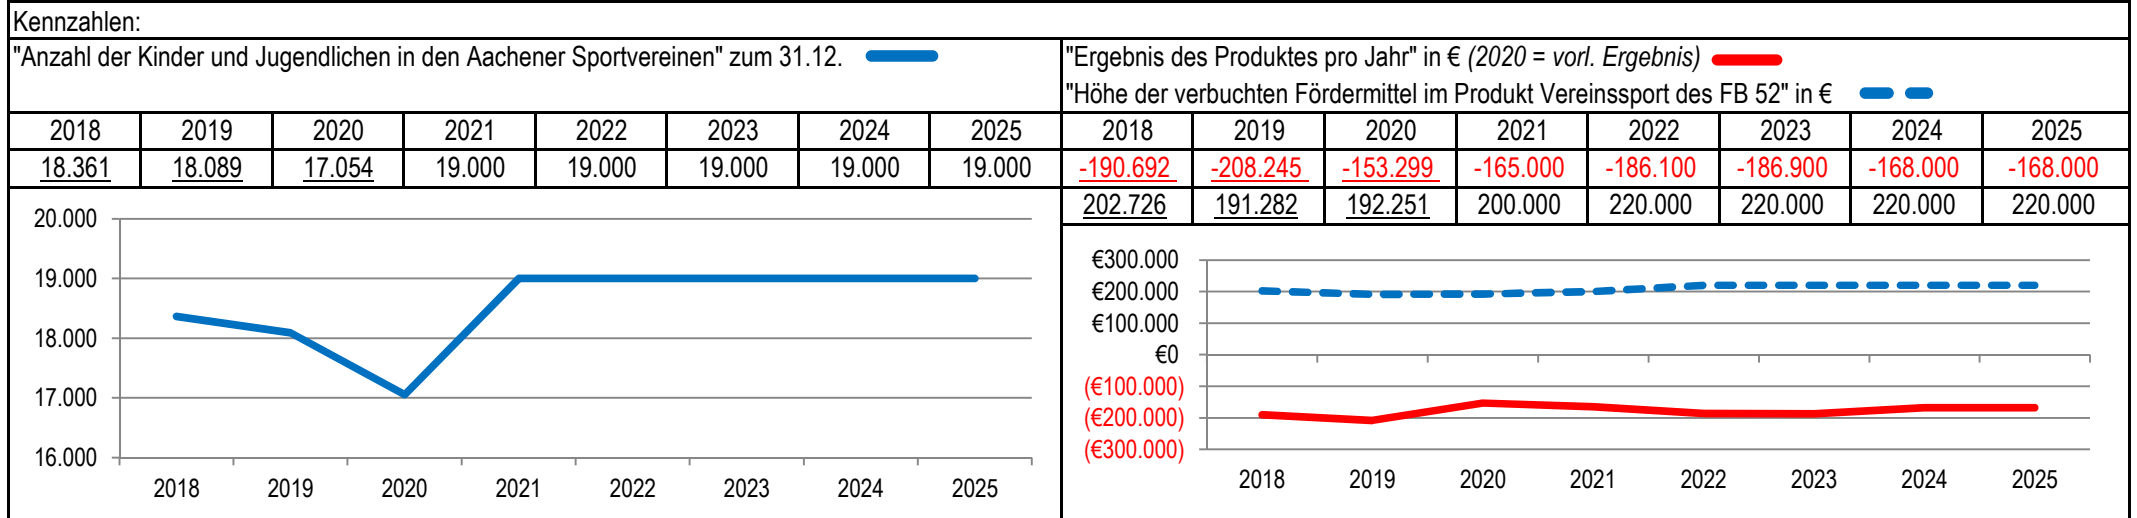 Kennzahlen:
"Anzahl der Kinder und Jugendlichen in den Aachener Sportvereinen" zum 31.12.
2018 2019 2020 2021 2022 2023 2024 2025
18.361 18.089 17.054 19.000 19.000 19.000 19.000 19.000
20.000
19.000
18.000
17.000
16.000
2018 2019 2020 2021 2022 2023 2024 2025
"Ergebnis des Produktes pro Jahr" in € (2020 = vorl. Ergebnis)
"Höhe der verbuchten Fördermittel im Produkt Vereinssport des FB 52" in €
2018 2019 2020 2021 2022 2023 2024 2025
-190.692 -208.245 -153.299 -165.000 -186.100 -186.900 -168.000 -168.000
202.726 191.282 192.251 200.000 220.000 220.000 220.000 220.000
€300.000
€200.000
€100.000
€0
(€100.000)
(€200.000)
(€300.000)
2018 2019 2020 2021 2022 2023 2024 2025